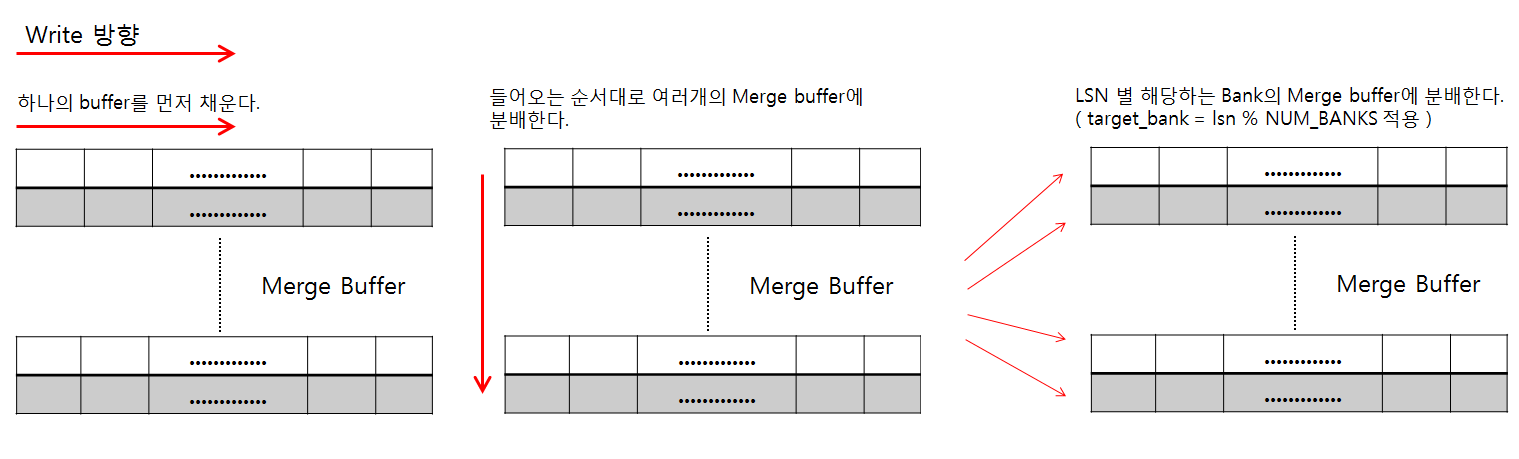 Write 방향
하나의 buffer를 먼저 채운다.
Merge Buffer
들어오는 순서대로 여러개의 Merge buffer에
분배한다.
Merge Buffer
LSN 별 해당하는 Bank의 Merge buffer에 분배한다.
( target_bank = lsn % NUM_BANKS 적용 )
Merge Buffer